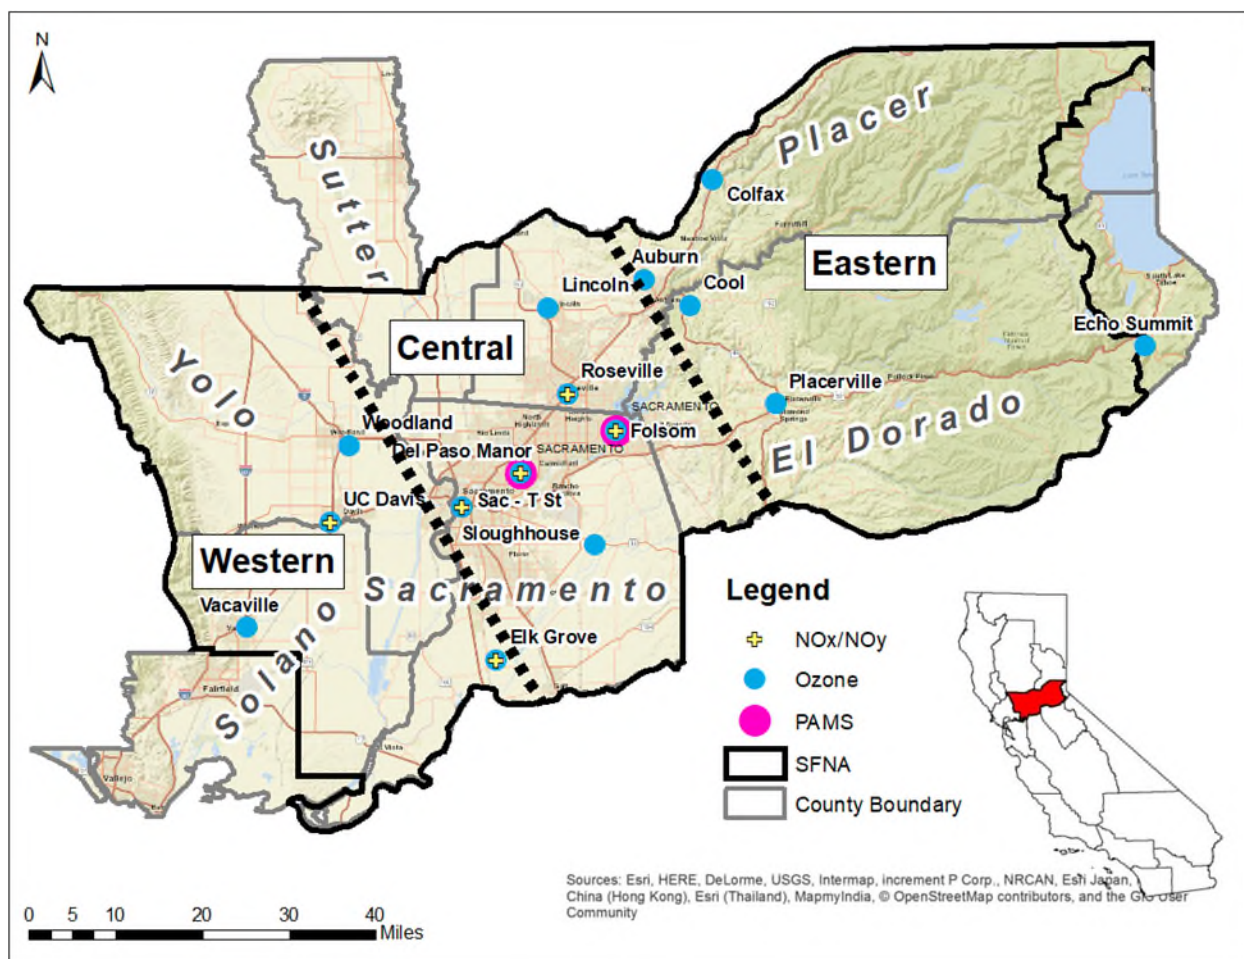 N
Placer
Sutter
Colfax
Auburn
Lincoln
Cool
Eastern
Central
Echo Summit
Yolo
Roseville
Placerville
SACRAMENTO
Folsom
El Dorado
Woodland
Del Paso Manor
SACRAMENTO
UC Davis
Sac - T St
Sloughhouse
Western
Sacramento
Vacaville
Solano
Elk Grove
Fairfield
Vallejo
Legend
NOx/NOy
Ozone
PAMS
SFNA
County Boundary
Sources: Esri, HERE, DeLorme, USGS, Intermap, increment P Corp., NRCAN, Esri Japan,
China (Hong Kong), Esri (Thailand), MapmyIndia, © OpenStreetMap contributors, and the GIS User
Community
0 5 10 20 30 40
Miles